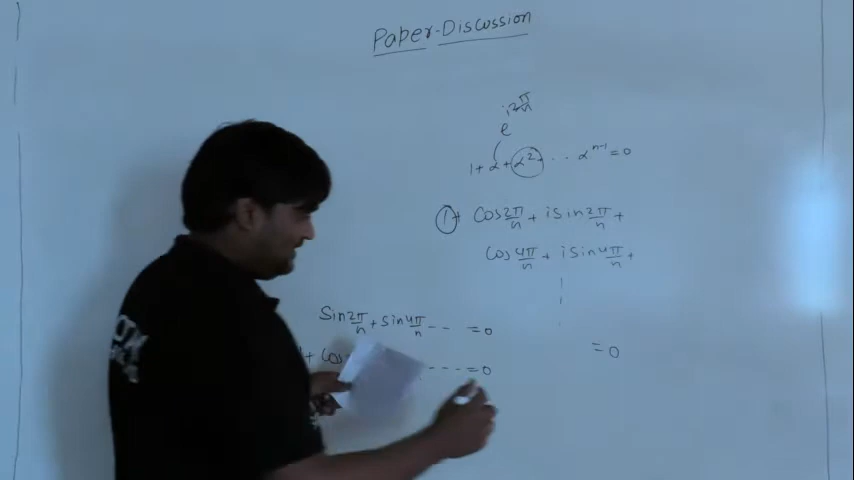 Paper-Discussion
e^{i2π/n}
1 + α + α² + . . α^{n-1} = 0
1 + Cos 2π/n + i Sin 2π/n +
Cos 4π/n + i Sin 4π/n +
= 0
Sin 2π/n + Sin 4π/n - - = 0
+ Cos - - - = 0